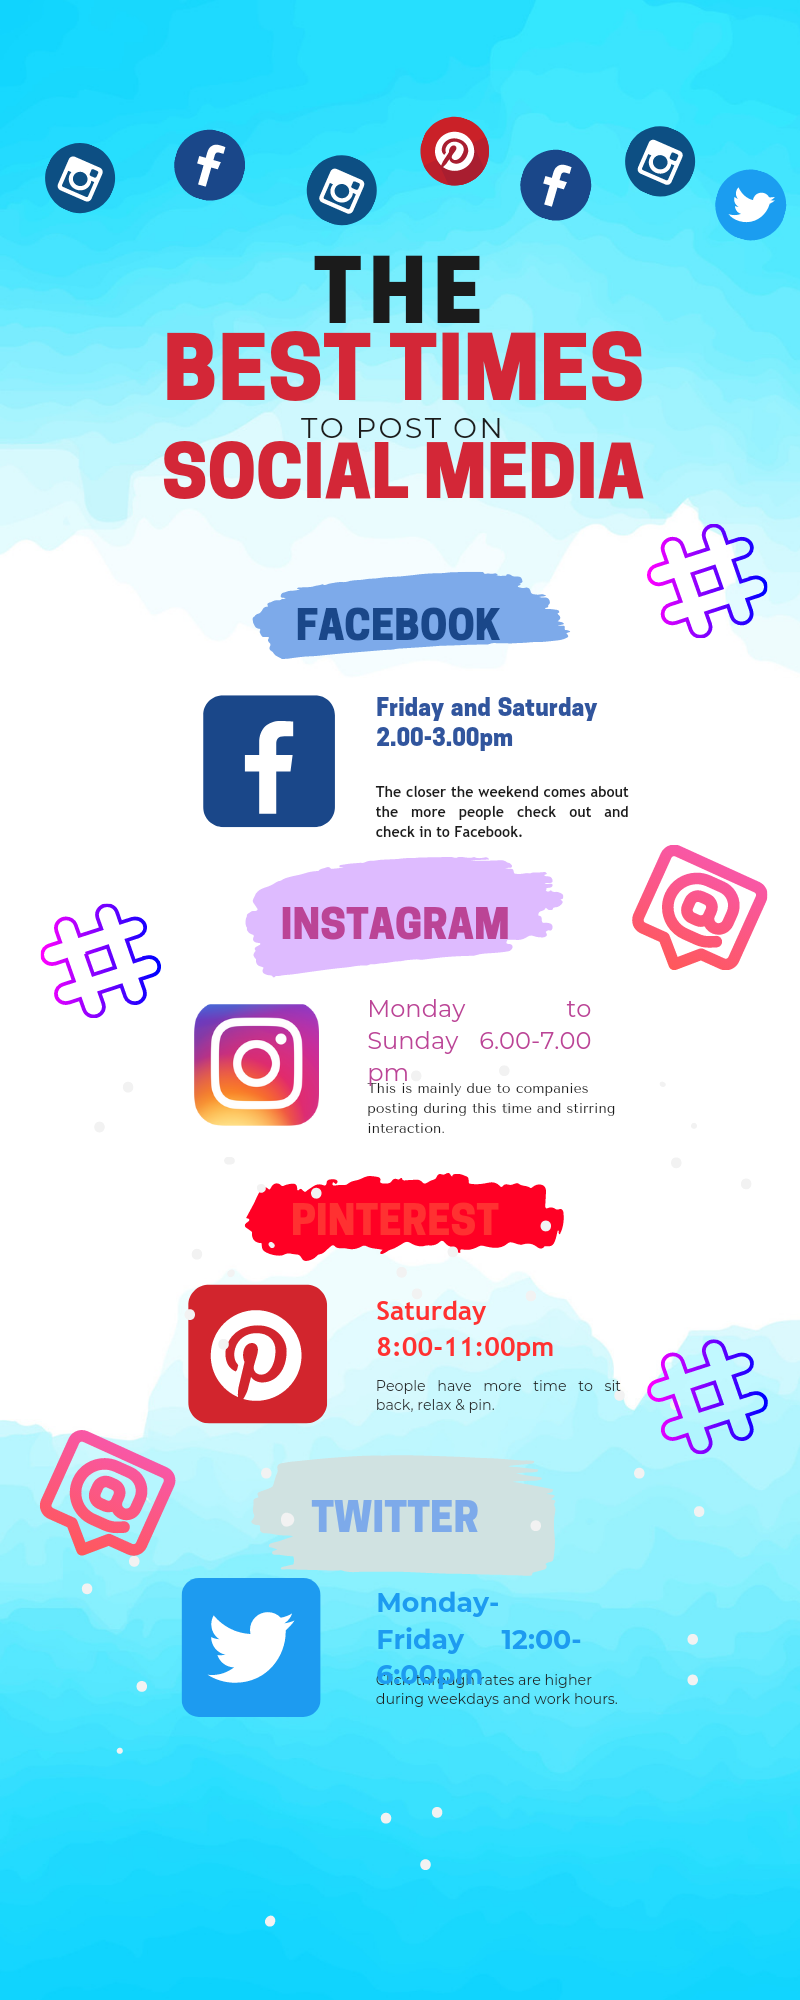 THE
BEST TIMES
TO POST ON
SOCIAL MEDIA
FACEBOOK
Friday and Saturday
2.00-3.00pm
The closer the weekend comes about
the more people check out and
check in to Facebook.
INSTAGRAM
Monday to
Sunday 6.00-7.00
pm
This is mainly due to companies
posting during this time and stirring
interaction.
PINTEREST
Saturday
8:00-11:00pm
People have more time to sit
back, relax & pin.
TWITTER
Monday-
Friday 12:00-
6:00pm
Click through rates are higher
during weekdays and work hours.